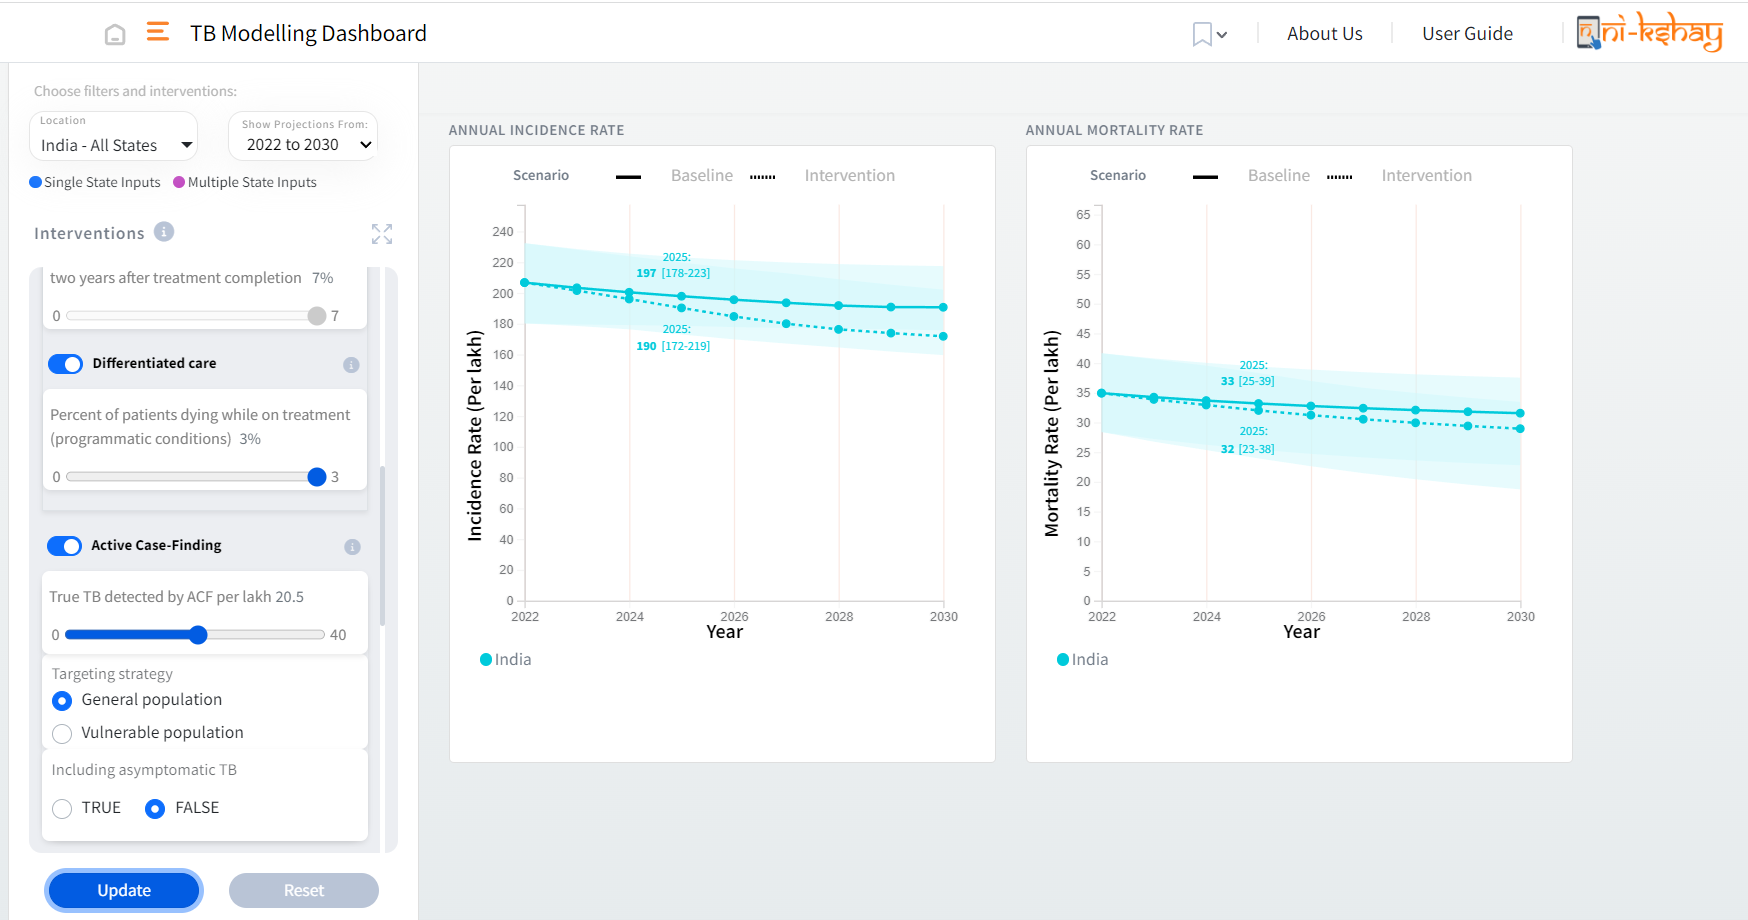 TB Modelling Dashboard
About Us
User Guide
ni-kshay
Choose filters and interventions:
Location
India - All States
Show Projections From:
2022 to 2030
Single State Inputs
Multiple State Inputs
Interventions
two years after treatment completion 7%
0
7
Differentiated care
Percent of patients dying while on treatment
(programmatic conditions) 3%
0
3
Active Case-Finding
True TB detected by ACF per lakh 20.5
0
40
Targeting strategy
General population
Vulnerable population
Including asymptomatic TB
TRUE
FALSE
Update
Reset
ANNUAL INCIDENCE RATE
Scenario
Baseline
Intervention
240
220
200
180
160
140
120
100
80
60
40
20
0
Incidence Rate (Per lakh)
2025:
197 [178-223]
2025:
190 [172-219]
2022
2024
2026
2028
2030
Year
India
ANNUAL MORTALITY RATE
Scenario
Baseline
Intervention
65
60
55
50
45
40
35
30
25
20
15
10
5
0
Mortality Rate (Per lakh)
2025:
33 [25-39]
2025:
32 [23-38]
2022
2024
2026
2028
2030
Year
India